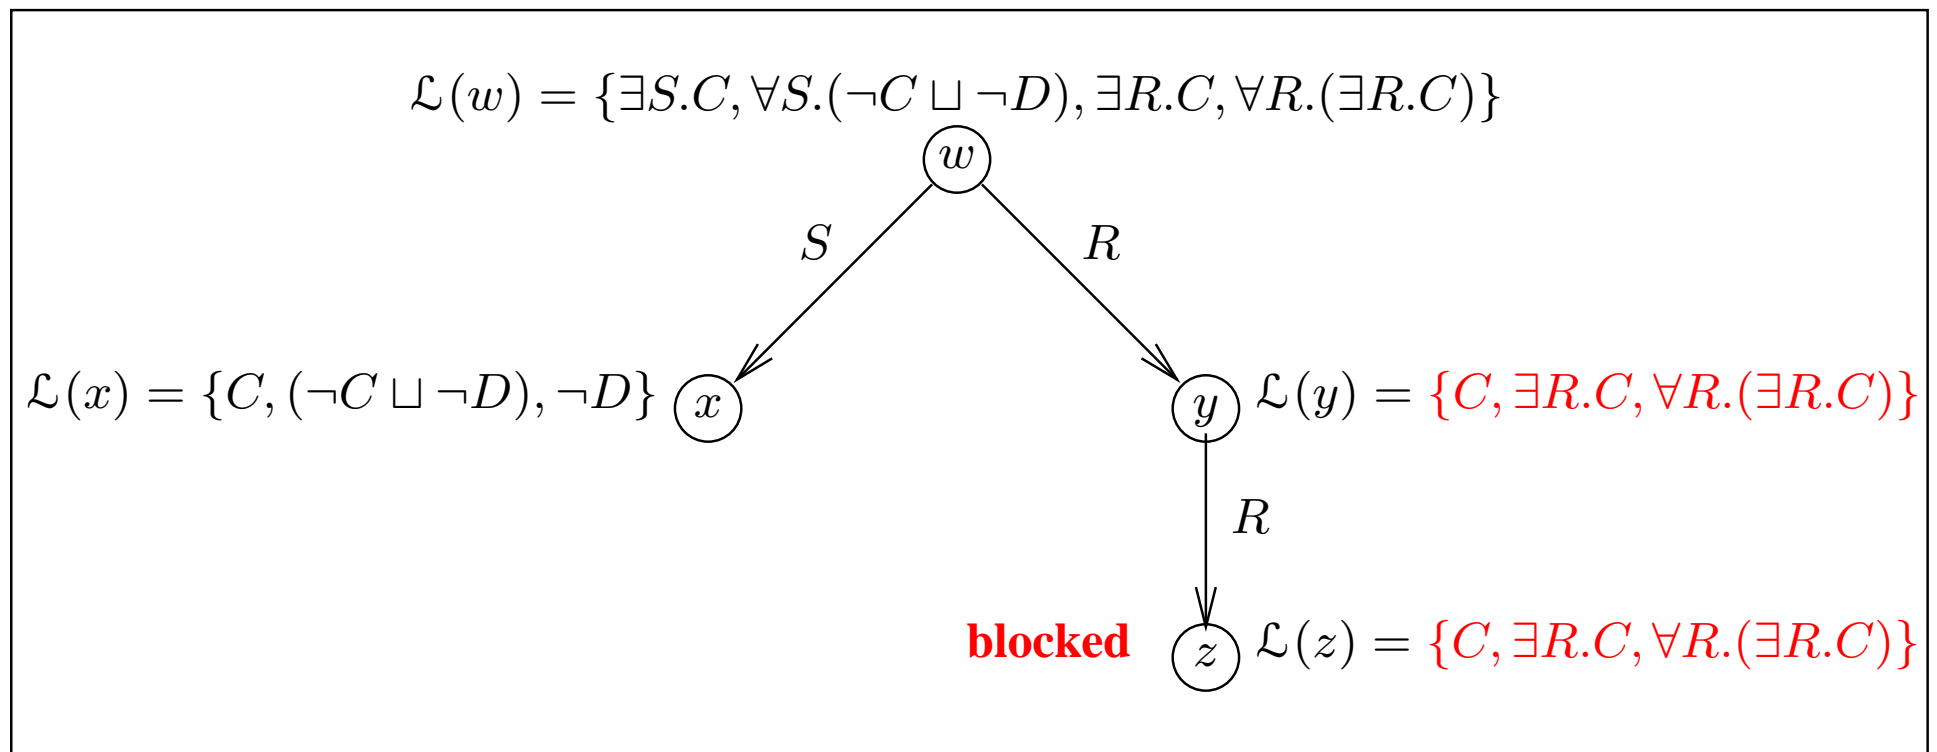 ℒ(w) = {∃S.C, ∀S.(¬C ⊔ ¬D), ∃R.C, ∀R.(∃R.C)}
w
S R
ℒ(x) = {C, (¬C ⊔ ¬D), ¬D} x y ℒ(y) = {C, ∃R.C, ∀R.(∃R.C)}
R
blocked z ℒ(z) = {C, ∃R.C, ∀R.(∃R.C)}